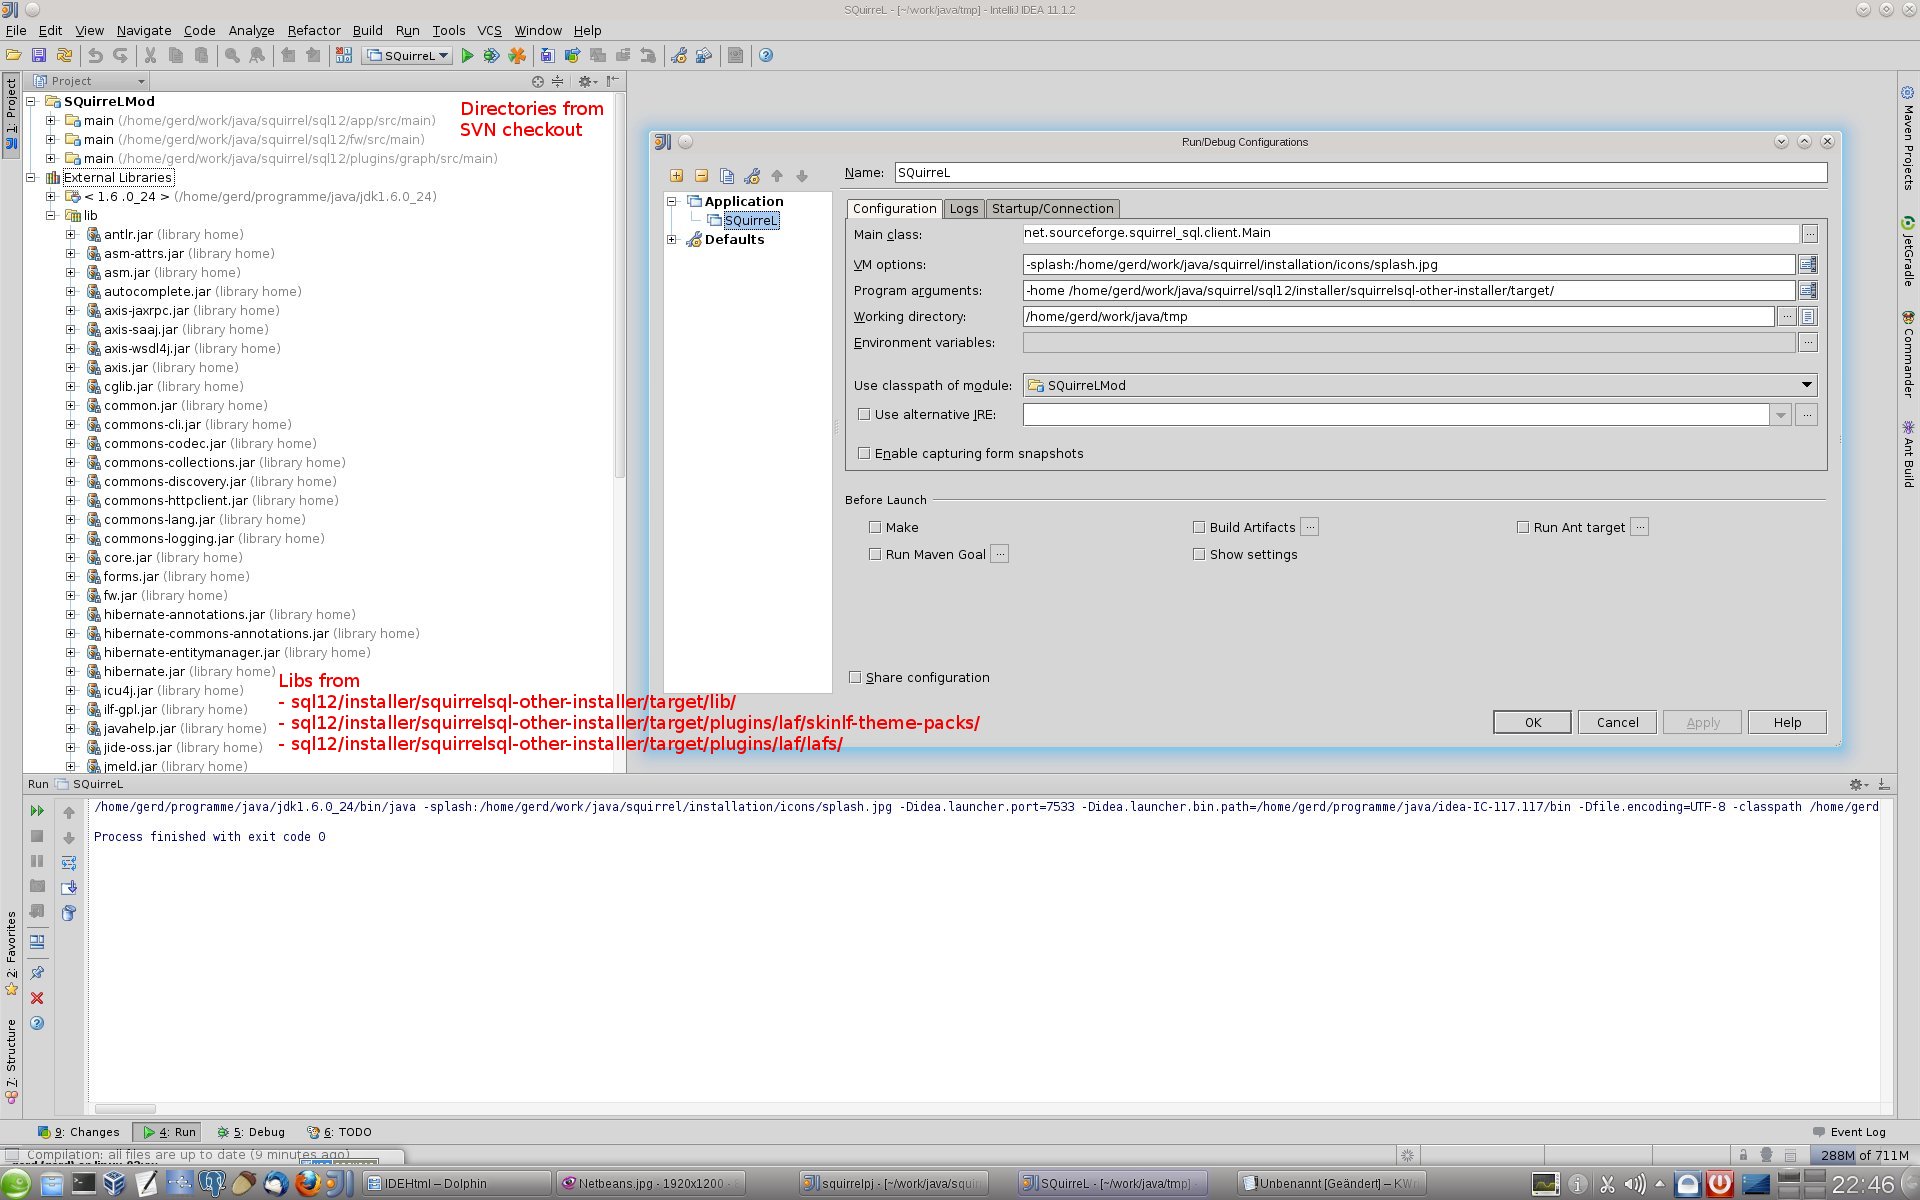 SQuirreL - [~/work/java/tmp] - IntelliJ IDEA 11.1.2
File Edit View Navigate Code Analyze Refactor Build Run Tools VCS Window Help
SQuirreL
1: Project
Project
SQuirreLMod
main (/home/gerd/work/java/squirrel/sql12/app/src/main)
main (/home/gerd/work/java/squirrel/sql12/fw/src/main)
main (/home/gerd/work/java/squirrel/sql12/plugins/graph/src/main)
External Libraries
< 1.6 .0_24 > (/home/gerd/programme/java/jdk1.6.0_24)
lib
antlr.jar (library home)
asm-attrs.jar (library home)
asm.jar (library home)
autocomplete.jar (library home)
axis-jaxrpc.jar (library home)
axis-saaj.jar (library home)
axis-wsdl4j.jar (library home)
axis.jar (library home)
cglib.jar (library home)
common.jar (library home)
commons-cli.jar (library home)
commons-codec.jar (library home)
commons-collections.jar (library home)
commons-discovery.jar (library home)
commons-httpclient.jar (library home)
commons-lang.jar (library home)
commons-logging.jar (library home)
core.jar (library home)
forms.jar (library home)
fw.jar (library home)
hibernate-annotations.jar (library home)
hibernate-commons-annotations.jar (library home)
hibernate-entitymanager.jar (library home)
hibernate.jar (library home)
icu4j.jar (library home)
ilf-gpl.jar (library home)
javahelp.jar (library home)
jide-oss.jar (library home)
jmeld.jar (library home)
Directories from
SVN checkout
Libs from
- sql12/installer/squirrelsql-other-installer/target/lib/
- sql12/installer/squirrelsql-other-installer/target/plugins/laf/skinlf-theme-packs/
- sql12/installer/squirrelsql-other-installer/target/plugins/laf/lafs/
Run/Debug Configurations
Application
SQuirreL
Defaults
Name: SQuirreL
Configuration Logs Startup/Connection
Main class: net.sourceforge.squirrel_sql.client.Main
VM options: -splash:/home/gerd/work/java/squirrel/installation/icons/splash.jpg
Program arguments: -home /home/gerd/work/java/squirrel/sql12/installer/squirrelsql-other-installer/target/
Working directory: /home/gerd/work/java/tmp
Environment variables:
Use classpath of module: SQuirreLMod
Use alternative JRE:
Enable capturing form snapshots
Before Launch
Make Build Artifacts Run Ant target
Run Maven Goal Show settings
Share configuration
OK Cancel Apply Help
Maven Projects
JetGradle
Commander
Ant Build
Run SQuirreL
/home/gerd/programme/java/jdk1.6.0_24/bin/java -splash:/home/gerd/work/java/squirrel/installation/icons/splash.jpg -Didea.launcher.port=7533 -Didea.launcher.bin.path=/home/gerd/programme/java/idea-IC-117.117/bin -Dfile.encoding=UTF-8 -classpath /home/gerd
Process finished with exit code 0
2: Favorites
7: Structure
9: Changes 4: Run 5: Debug 6: TODO Event Log
Compilation: all files are up to date (9 minutes ago) 288M of 711M
IDEHtml – Dolphin Netbeans.jpg - 1920x1200 - squirrelpj - [~/work/java/squir SQuirreL - [~/work/java/tmp] - Unbenannt [Geändert] – KWr 22:46